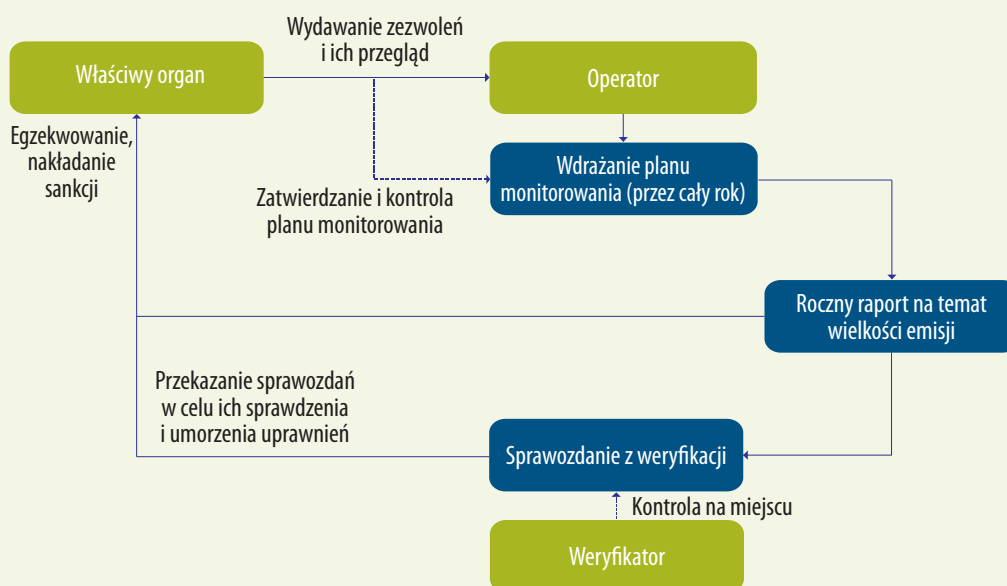 Wydawanie zezwoleń
i ich przegląd
Właściwy organ
Operator
Egzekwowanie,
nakładanie
sankcji
Wdrażanie planu
monitorowania (przez cały rok)
Zatwierdzanie i kontrola
planu monitorowania
Roczny raport na temat
wielkości emisji
Przekazanie sprawozdań
w celu ich sprawdzenia
i umorzenia uprawnień
Sprawozdanie z weryfikacji
Kontrola na miejscu
Weryfikator